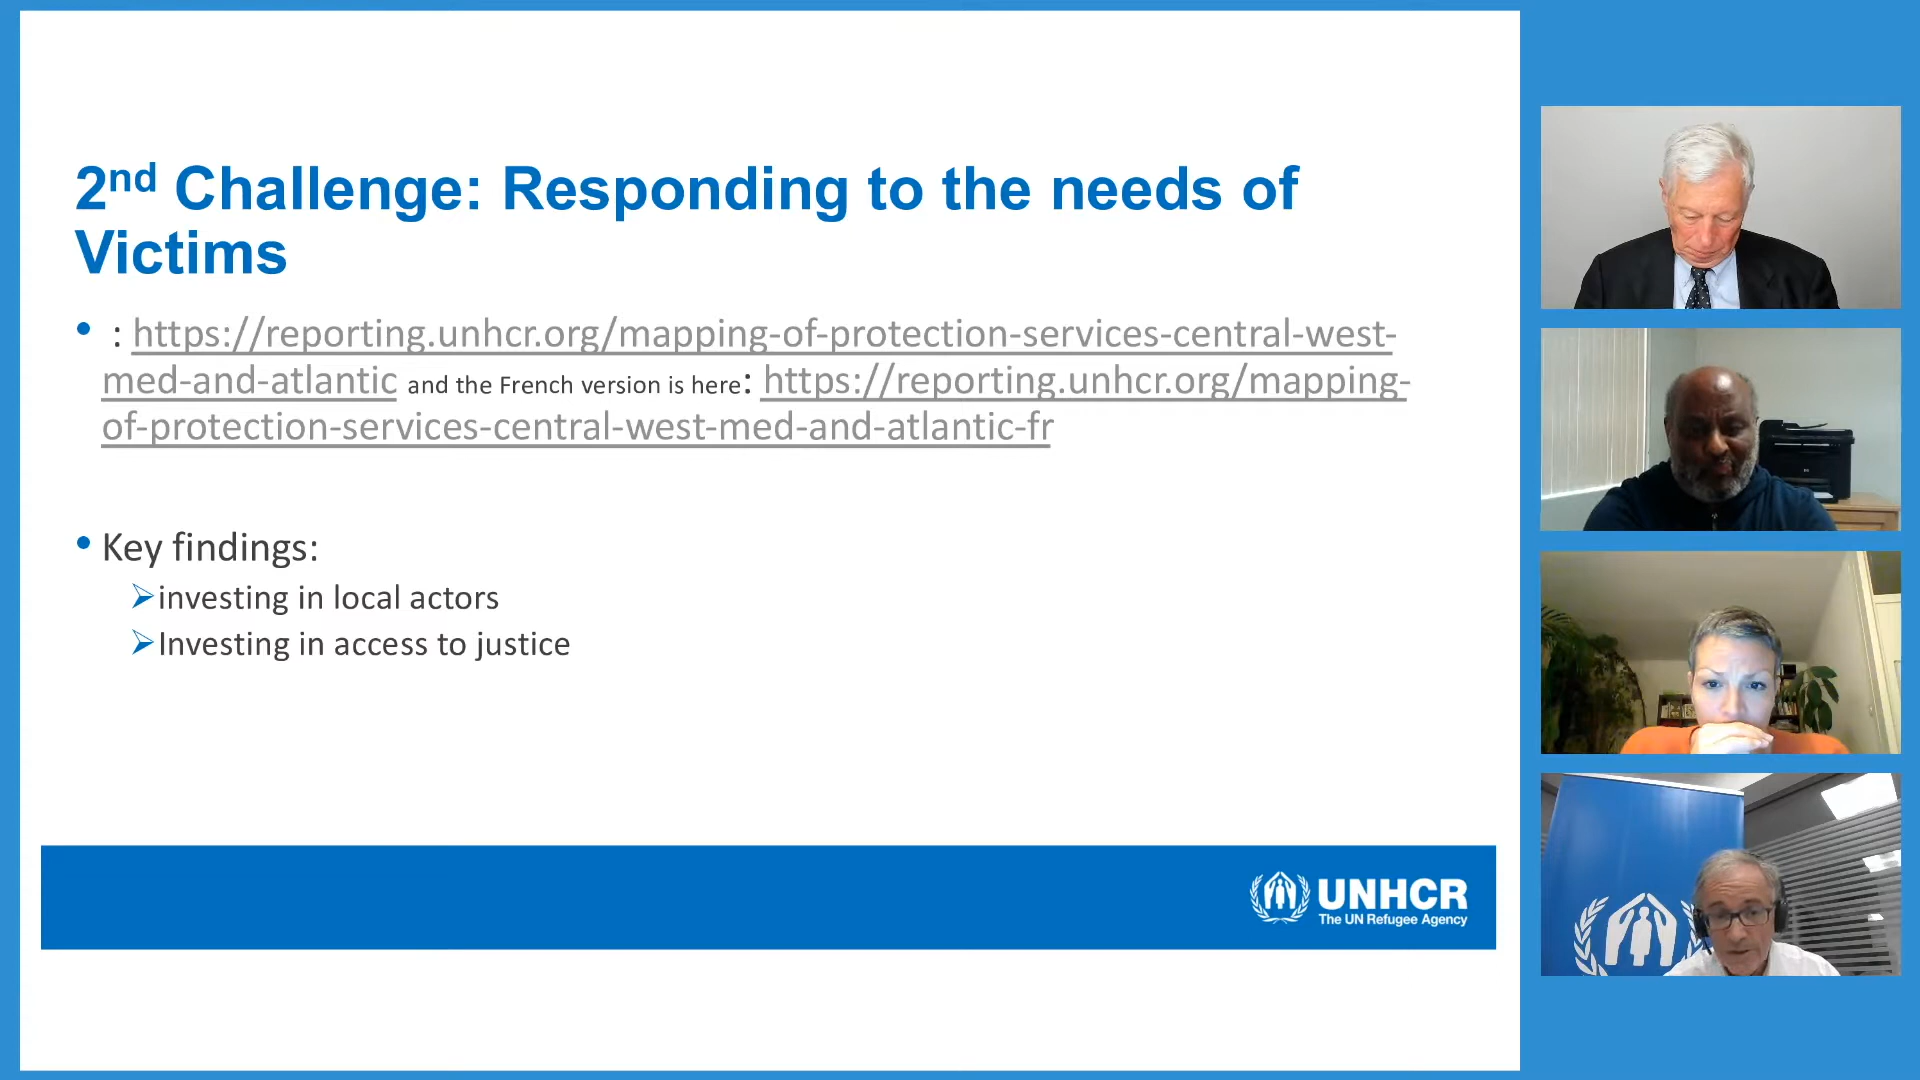 2nd Challenge: Responding to the needs of
Victims
• : https://reporting.unhcr.org/mapping-of-protection-services-central-west-
med-and-atlantic and the French version is here: https://reporting.unhcr.org/mapping-
of-protection-services-central-west-med-and-atlantic-fr
• Key findings:
➢investing in local actors
➢Investing in access to justice
UNHCR
The UN Refugee Agency